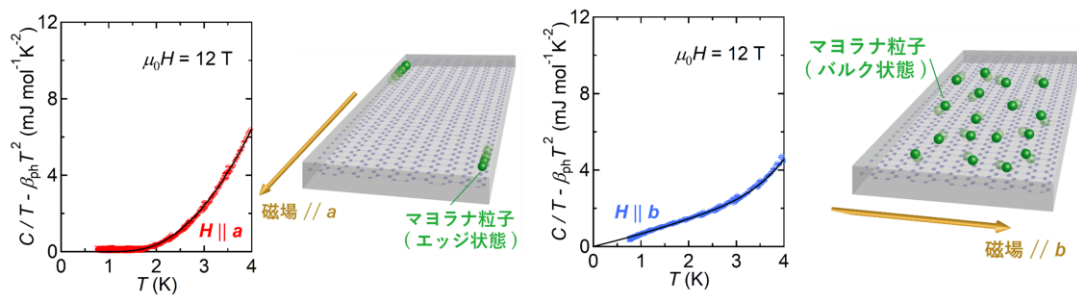 12
8
4
0
C / T - βphT² (mJ mol⁻¹K⁻²)
μ₀H = 12 T
H || a
0 1 2 3 4
T (K)
磁場 // a
マヨラナ粒子
( エッジ状態 )
12
8
4
0
C / T - βphT² (mJ mol⁻¹K⁻²)
μ₀H = 12 T
H || b
0 1 2 3 4
T (K)
マヨラナ粒子
( バルク状態 )
磁場 // b